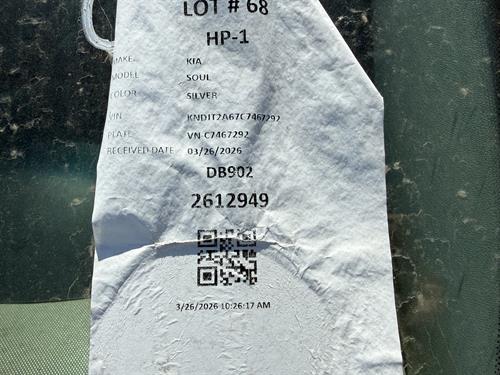 LOT # 68
HP-1
MAKE: KIA
MODEL SOUL
COLOR SILVER
VIN KNDJT2A67C7467292
PLATE VN-C7467292
RECEIVED DATE 03/26/2026
DB902
2612949
3/26/2026 10:26:17 AM